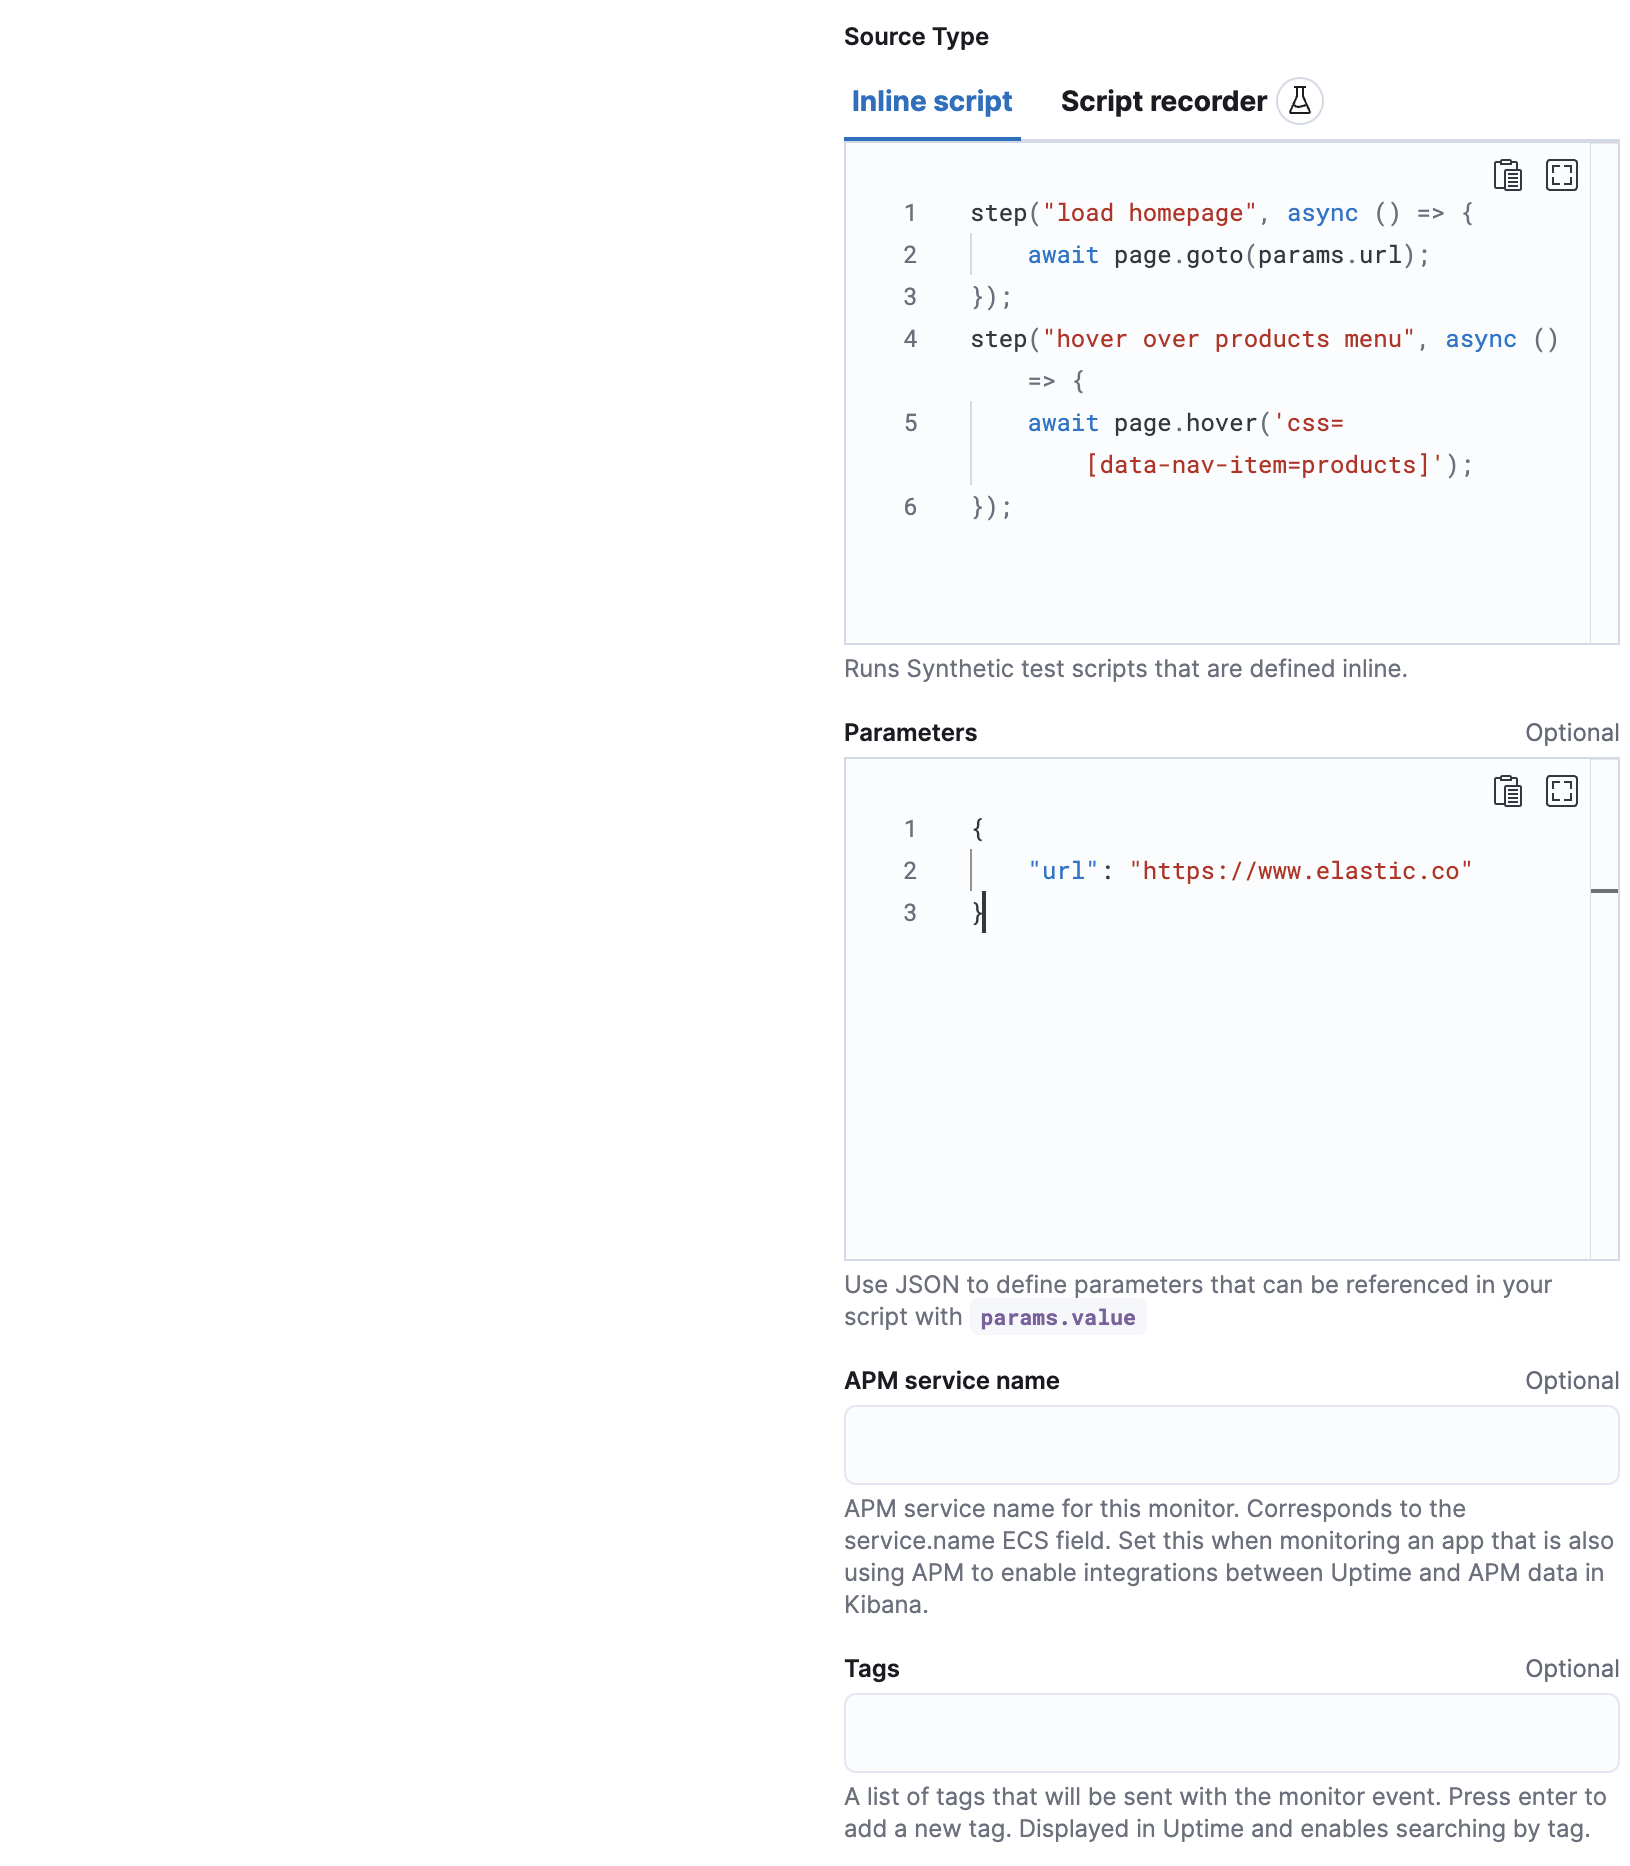 Source Type
Inline script Script recorder
1 step("load homepage", async () => {
2 await page.goto(params.url);
3 });
4 step("hover over products menu", async ()
=> {
5 await page.hover('css=
[data-nav-item=products]');
6 });
Runs Synthetic test scripts that are defined inline.
Parameters Optional
1 {
2 "url": "https://www.elastic.co"
3 }
Use JSON to define parameters that can be referenced in your
script with params.value
APM service name Optional
APM service name for this monitor. Corresponds to the
service.name ECS field. Set this when monitoring an app that is also
using APM to enable integrations between Uptime and APM data in
Kibana.
Tags Optional
A list of tags that will be sent with the monitor event. Press enter to
add a new tag. Displayed in Uptime and enables searching by tag.